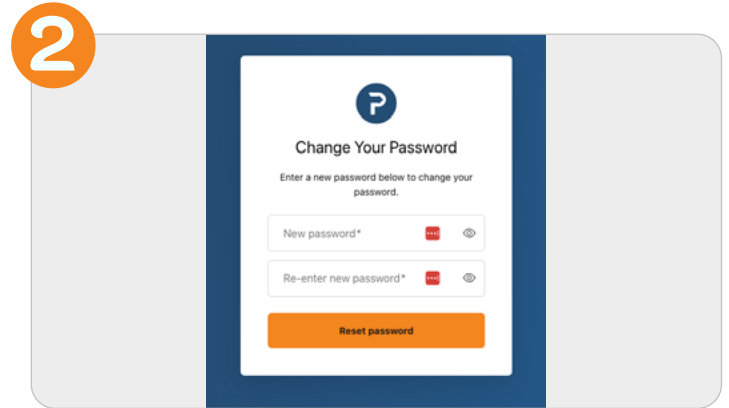 2
Change Your Password
Enter a new password below to change your
password.
New password*
Re-enter new password*
Reset password